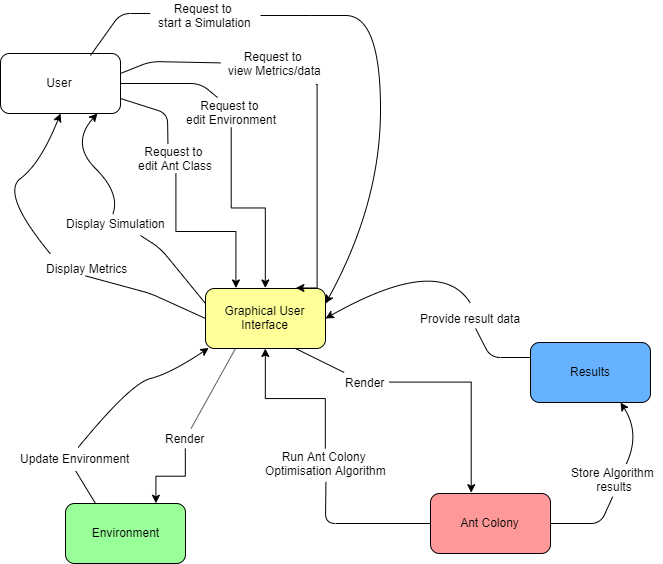 Request to
start a Simulation
Request to
view Metrics/data
User
Request to
edit Environment
Request to
edit Ant Class
Display Simulation
Display Metrics
Graphical User
Interface
Provide result data
Results
Render
Render
Update Environment
Run Ant Colony
Optimisation Algorithm
Store Algorithm
results
Ant Colony
Environment